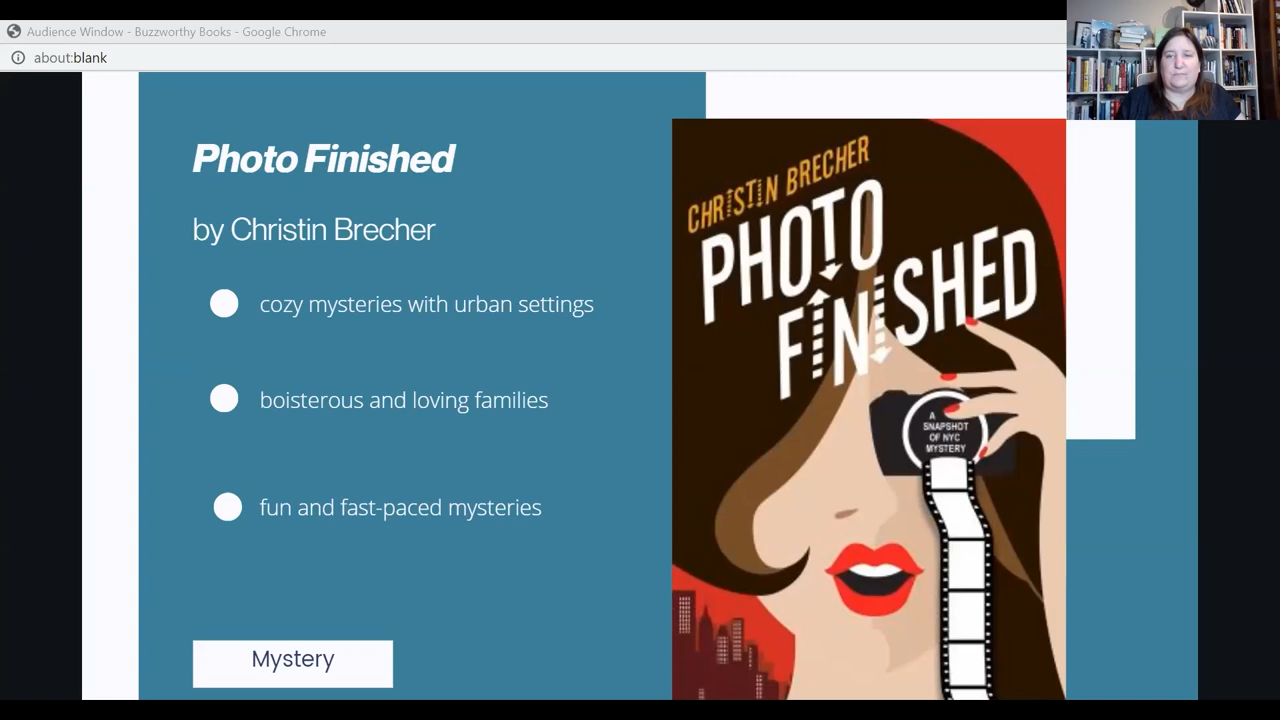 Audience Window - Buzzworthy Books - Google Chrome
about:blank
Photo Finished
by Christin Brecher
cozy mysteries with urban settings
boisterous and loving families
fun and fast-paced mysteries
Mystery
CHRISTIN BRECHER
PHOTO
FINISHED
A
SNAPSHOT
OF NYC
MYSTERY